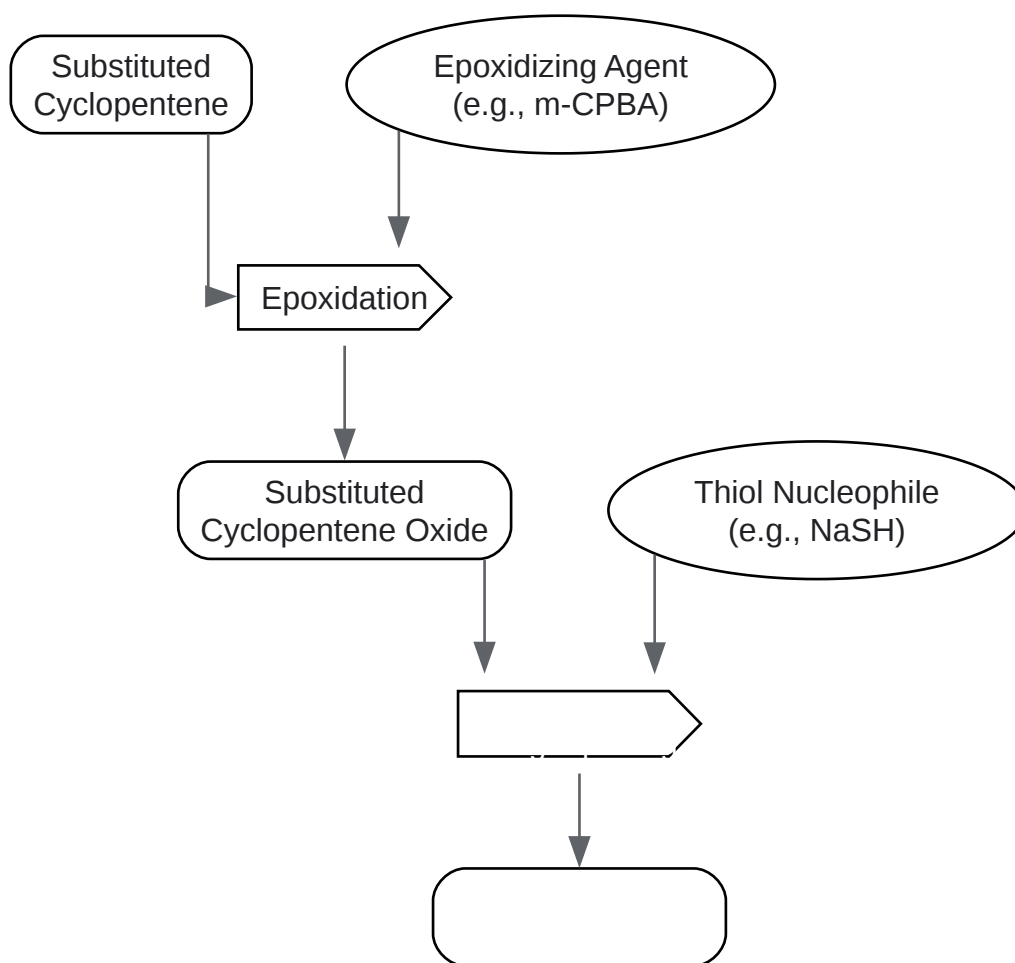 Substituted
Cyclopentene
Epoxidizing Agent
(e.g., m-CPBA)
Epoxidation
Substituted
Cyclopentene Oxide
Thiol Nucleophile
(e.g., NaSH)